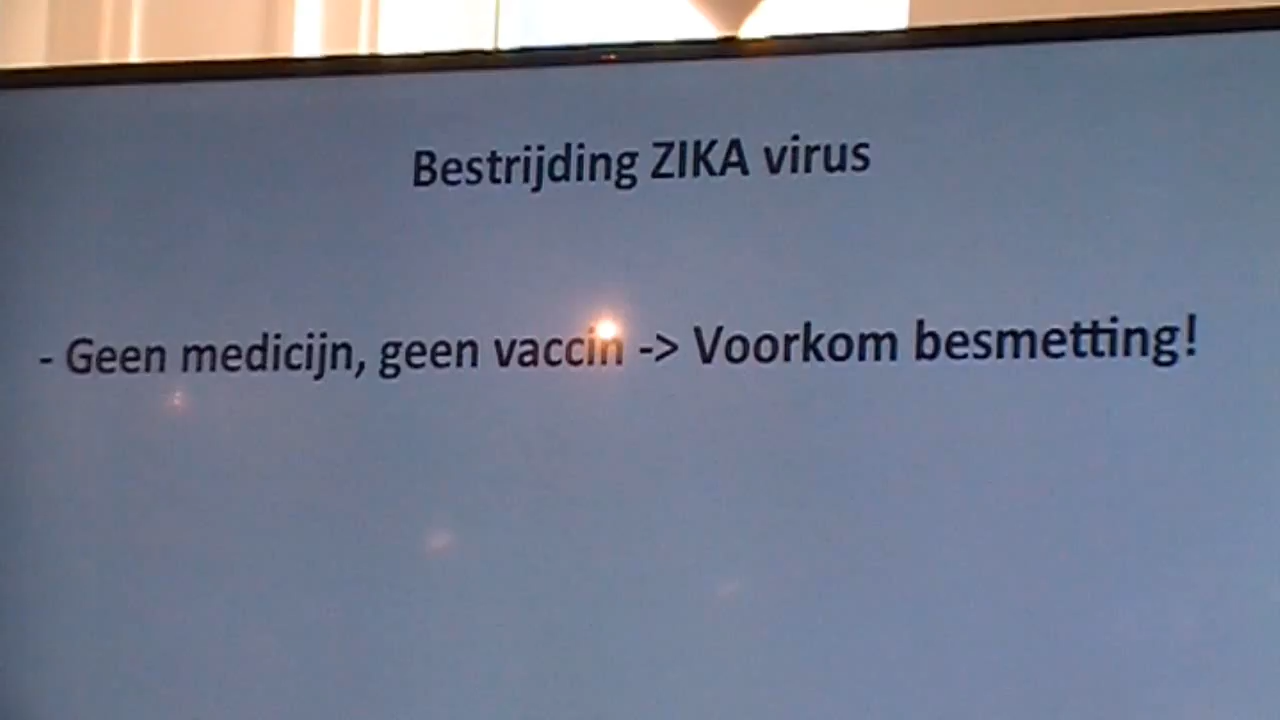 Bestrijding ZIKA virus
- Geen medicijn, geen vaccin -> Voorkom besmetting!